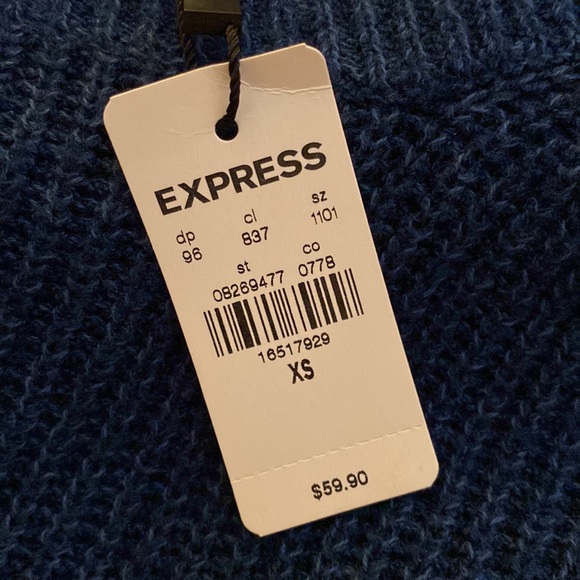 EXPRESS
dp cl sz
96 837 1101
st co
08269477 0778
16517929
XS
$59.90